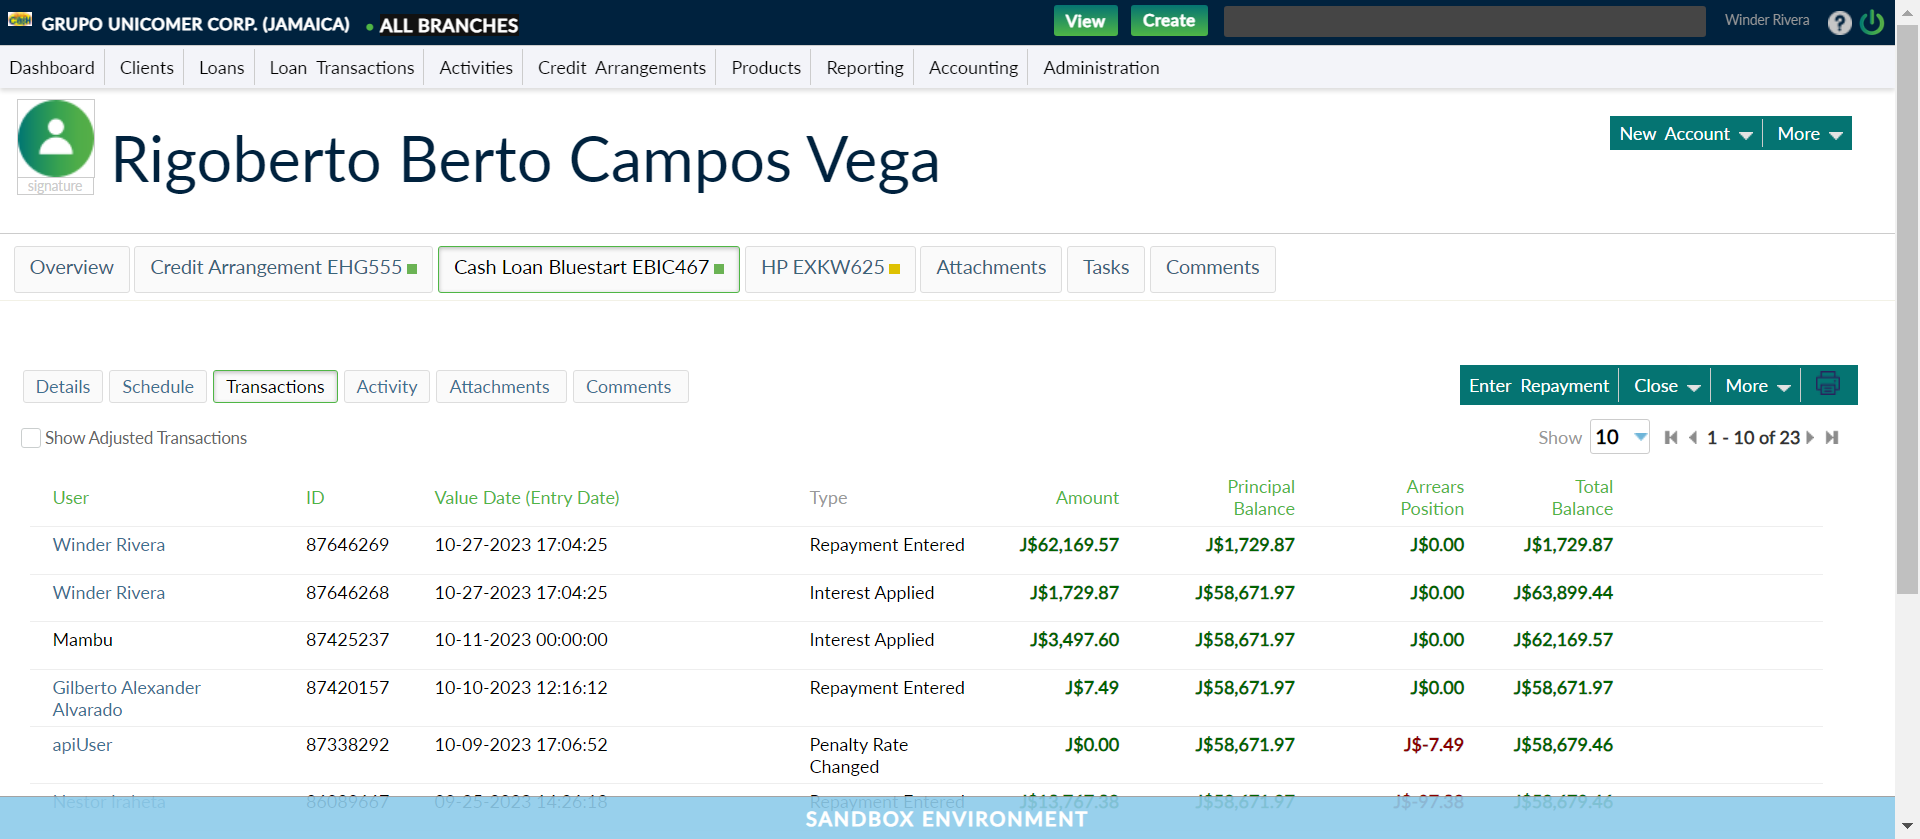 Cash GRUPO UNICOMER CORP. (JAMAICA) ALL BRANCHES View Create Winder Rivera ?
Dashboard Clients Loans Loan Transactions Activities Credit Arrangements Products Reporting Accounting Administration
Rigoberto Berto Campos Vega
signature
New Account More
Overview Credit Arrangement EHG555 Cash Loan Bluestart EBIC467 HP EXKW625 Attachments Tasks Comments
Details Schedule Transactions Activity Attachments Comments
Enter Repayment Close More
Show Adjusted Transactions
Show 10 1 - 10 of 23
User ID Value Date (Entry Date) Type Amount Principal Balance Arrears Position Total Balance
Winder Rivera 87646269 10-27-2023 17:04:25 Repayment Entered J$62,169.57 J$1,729.87 J$0.00 J$1,729.87
Winder Rivera 87646268 10-27-2023 17:04:25 Interest Applied J$1,729.87 J$58,671.97 J$0.00 J$63,899.44
Mambu 87425237 10-11-2023 00:00:00 Interest Applied J$3,497.60 J$58,671.97 J$0.00 J$62,169.57
Gilberto Alexander Alvarado 87420157 10-10-2023 12:16:12 Repayment Entered J$7.49 J$58,671.97 J$0.00 J$58,671.97
apiUser 87338292 10-09-2023 17:06:52 Penalty Rate Changed J$0.00 J$58,671.97 J$-7.49 J$58,679.46
Nestor Iraheta 86089667 09-25-2023 14:26:18 Repayment Entered J$13,767.38 J$58,671.97 J$-97.38 J$58,679.46
SANDBOX ENVIRONMENT